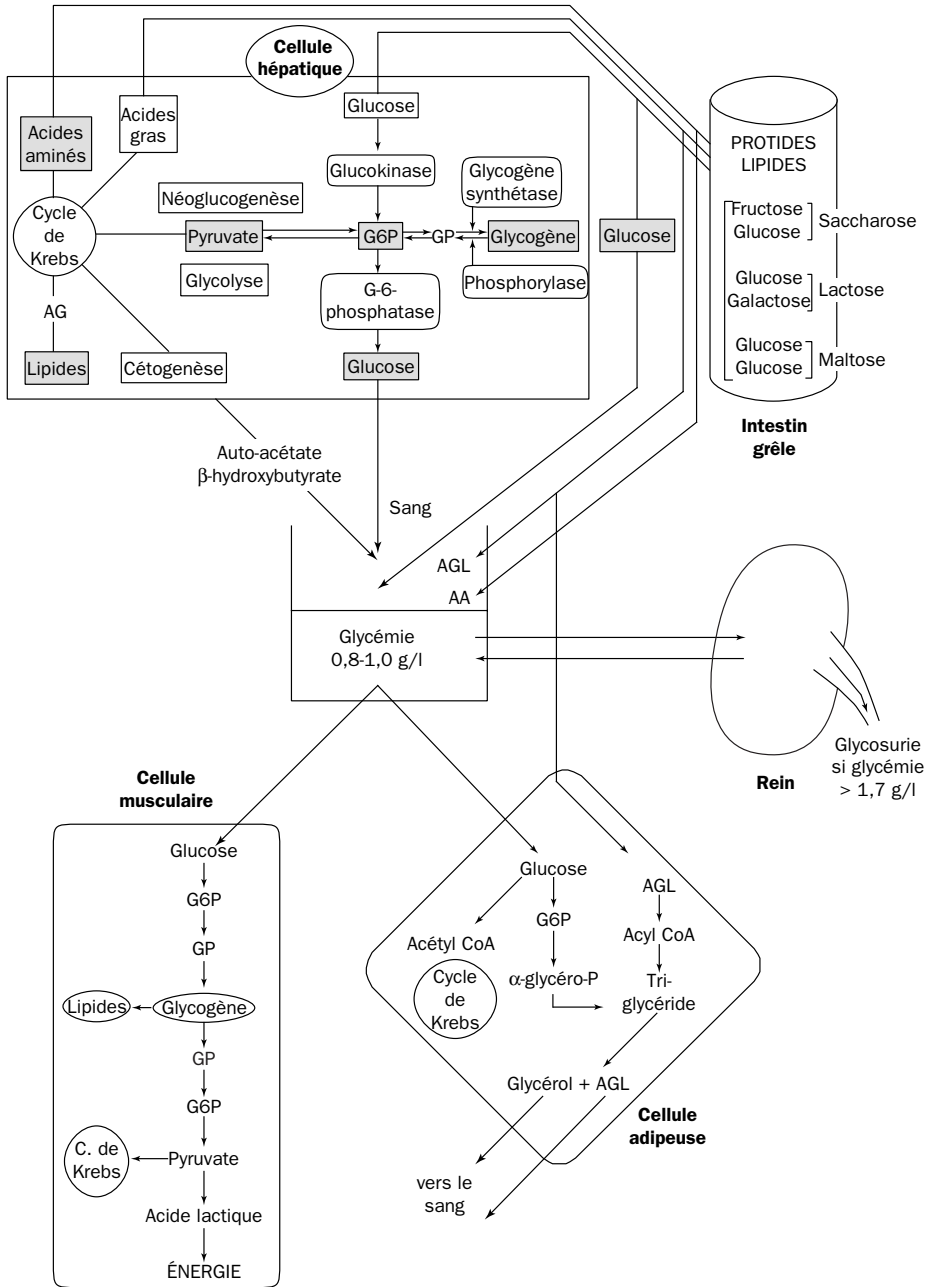 Cellule
hépatique
Acides
aminés
Acides
gras
Glucose
Glucokinase
Glycogène
synthétase
Néoglucogenèse
Cycle
de
Krebs
Pyruvate
G6P
GP
Glycogène
Glucose
Glycolyse
G-6-
phosphatase
Phosphorylase
AG
Lipides
Cétogenèse
Glucose
PROTIDES
LIPIDES
Fructose
Glucose
Saccharose
Glucose
Galactose
Lactose
Glucose
Glucose
Maltose
Intestin
grêle
Auto-acétate
β-hydroxybutyrate
Sang
AGL
AA
Glycémie
0,8-1,0 g/l
Rein
Glycosurie
si glycémie
> 1,7 g/l
Cellule
musculaire
Glucose
G6P
GP
Lipides
Glycogène
GP
G6P
C. de
Krebs
Pyruvate
Acide lactique
ÉNERGIE
Glucose
AGL
G6P
Acétyl CoA
Acyl CoA
Cycle
de
Krebs
α-glycéro-P
Tri-
glycéride
Glycérol + AGL
Cellule
adipeuse
vers le
sang